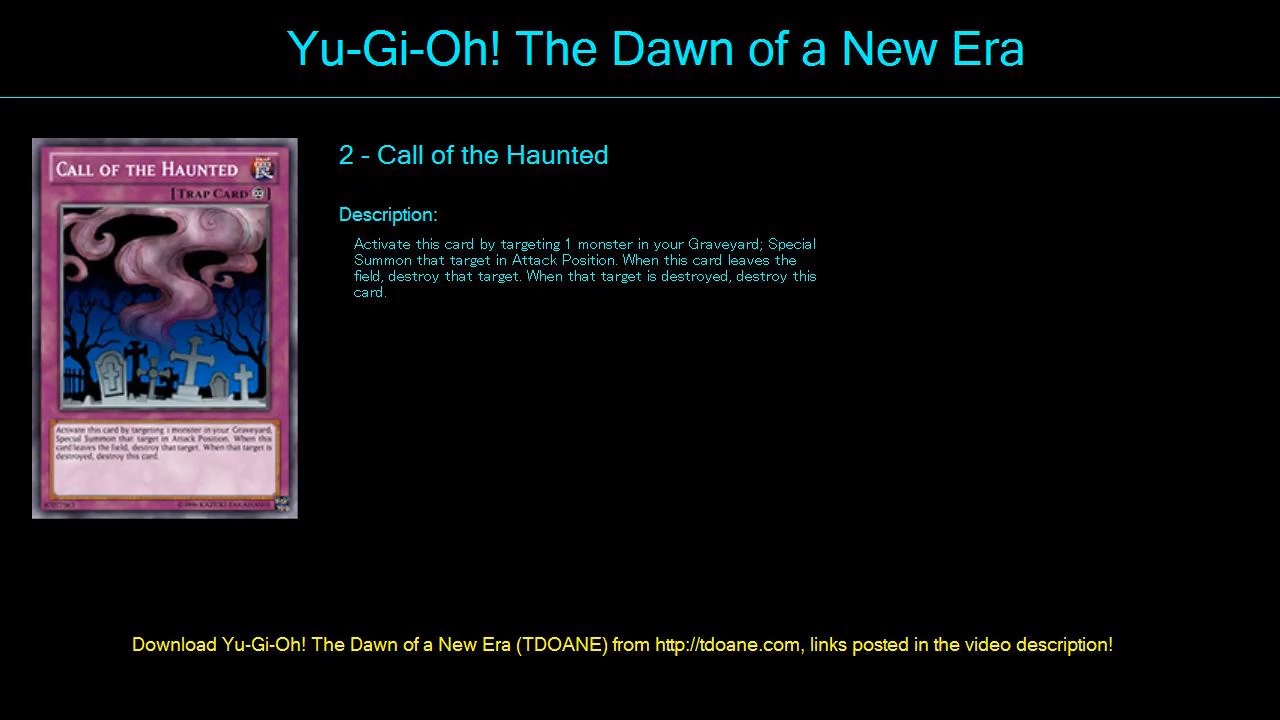 Yu-Gi-Oh! The Dawn of a New Era
CALL OF THE HAUNTED
[TRAP CARD]
2 - Call of the Haunted
Description:
Activate this card by targeting 1 monster in your Graveyard; Special
Summon that target in Attack Position. When this card leaves the
field, destroy that target. When that target is destroyed, destroy this
card.
Activate this card by targeting 1 monster in your Graveyard,
Special Summon that target in Attack Position. When this
card leaves the field, destroy that target. When that target is
destroyed, destroy this card.
©1996 KAZUKI TAKAHASHI
Download Yu-Gi-Oh! The Dawn of a New Era (TDOANE) from http://tdoane.com, links posted in the video description!